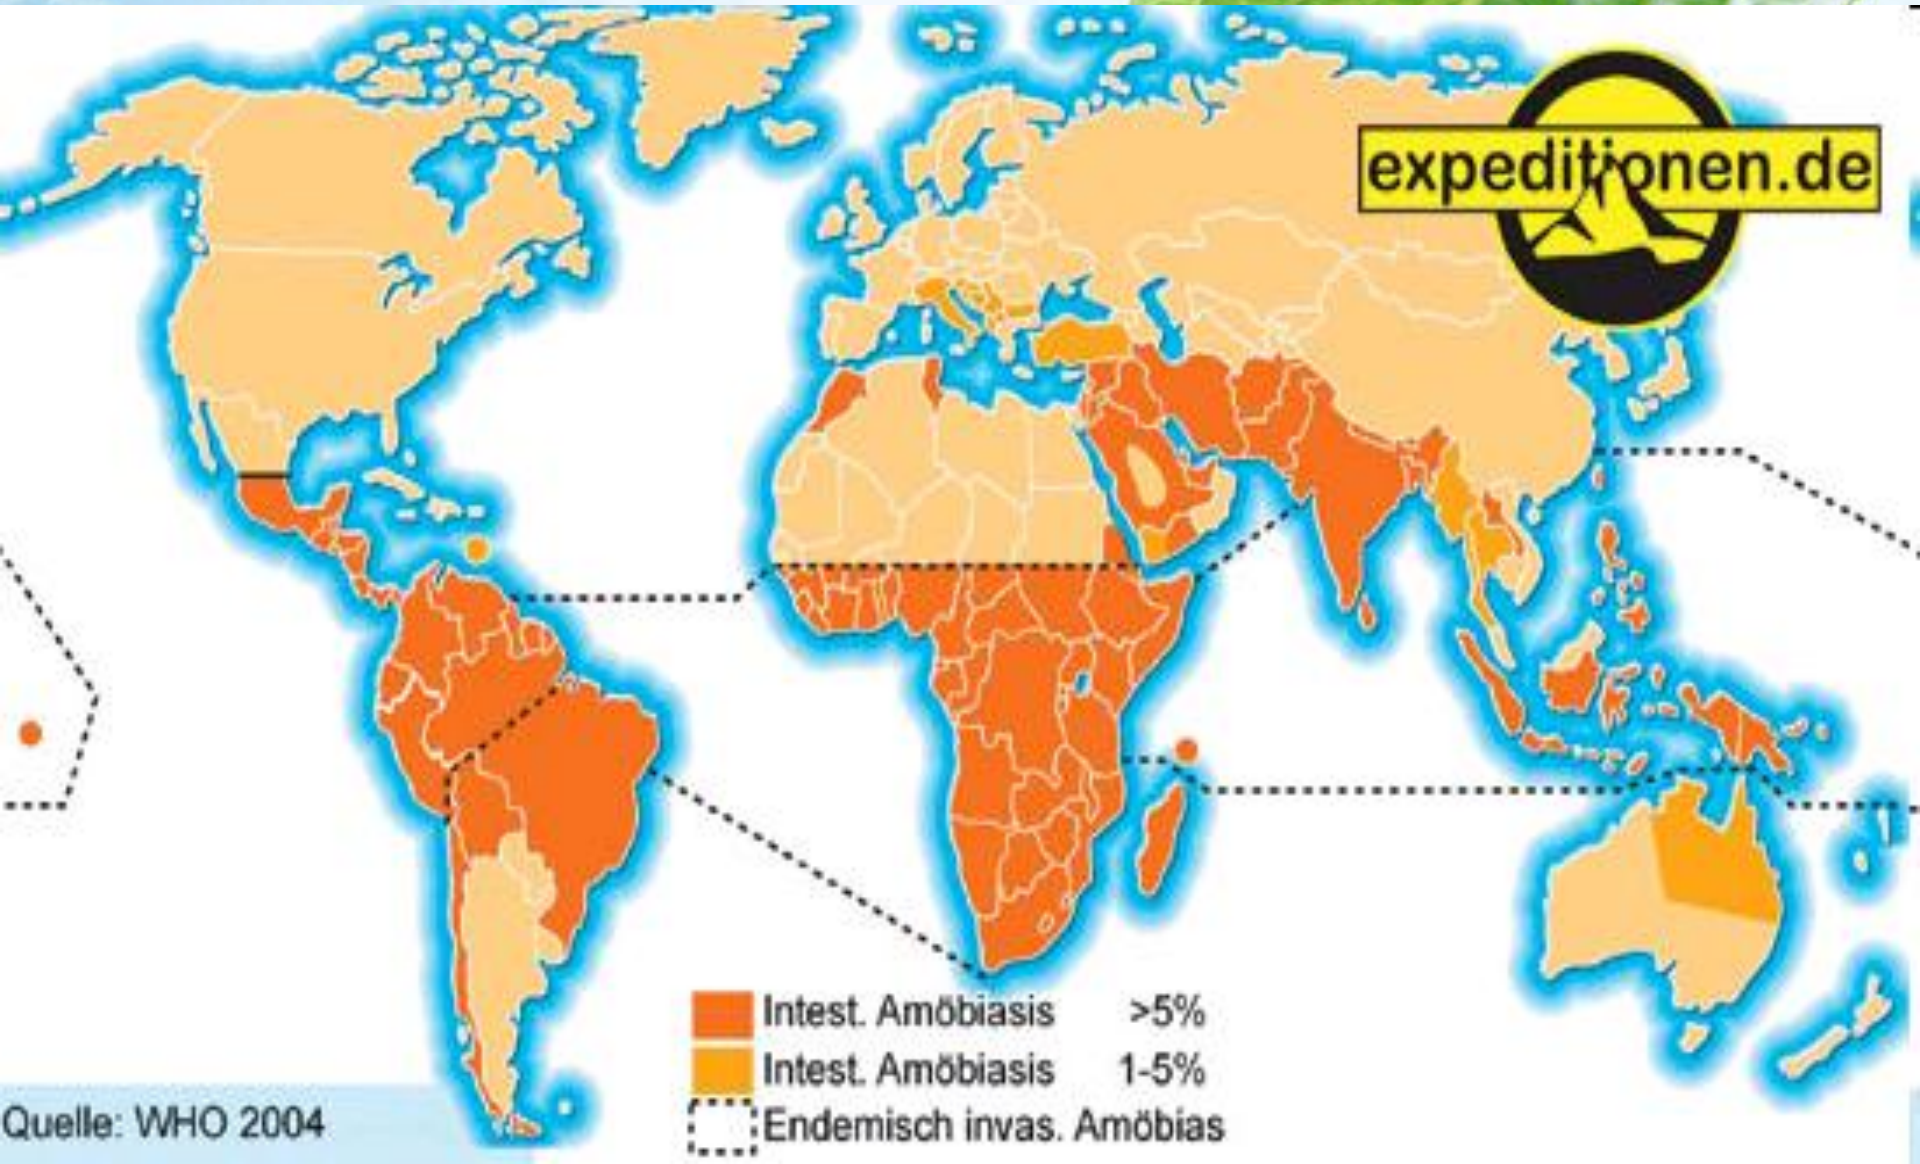 expeditionen.de
Intest. Amöbiasis >5%
Intest. Amöbiasis 1-5%
Endemisch invas. Amöbias
Quelle: WHO 2004